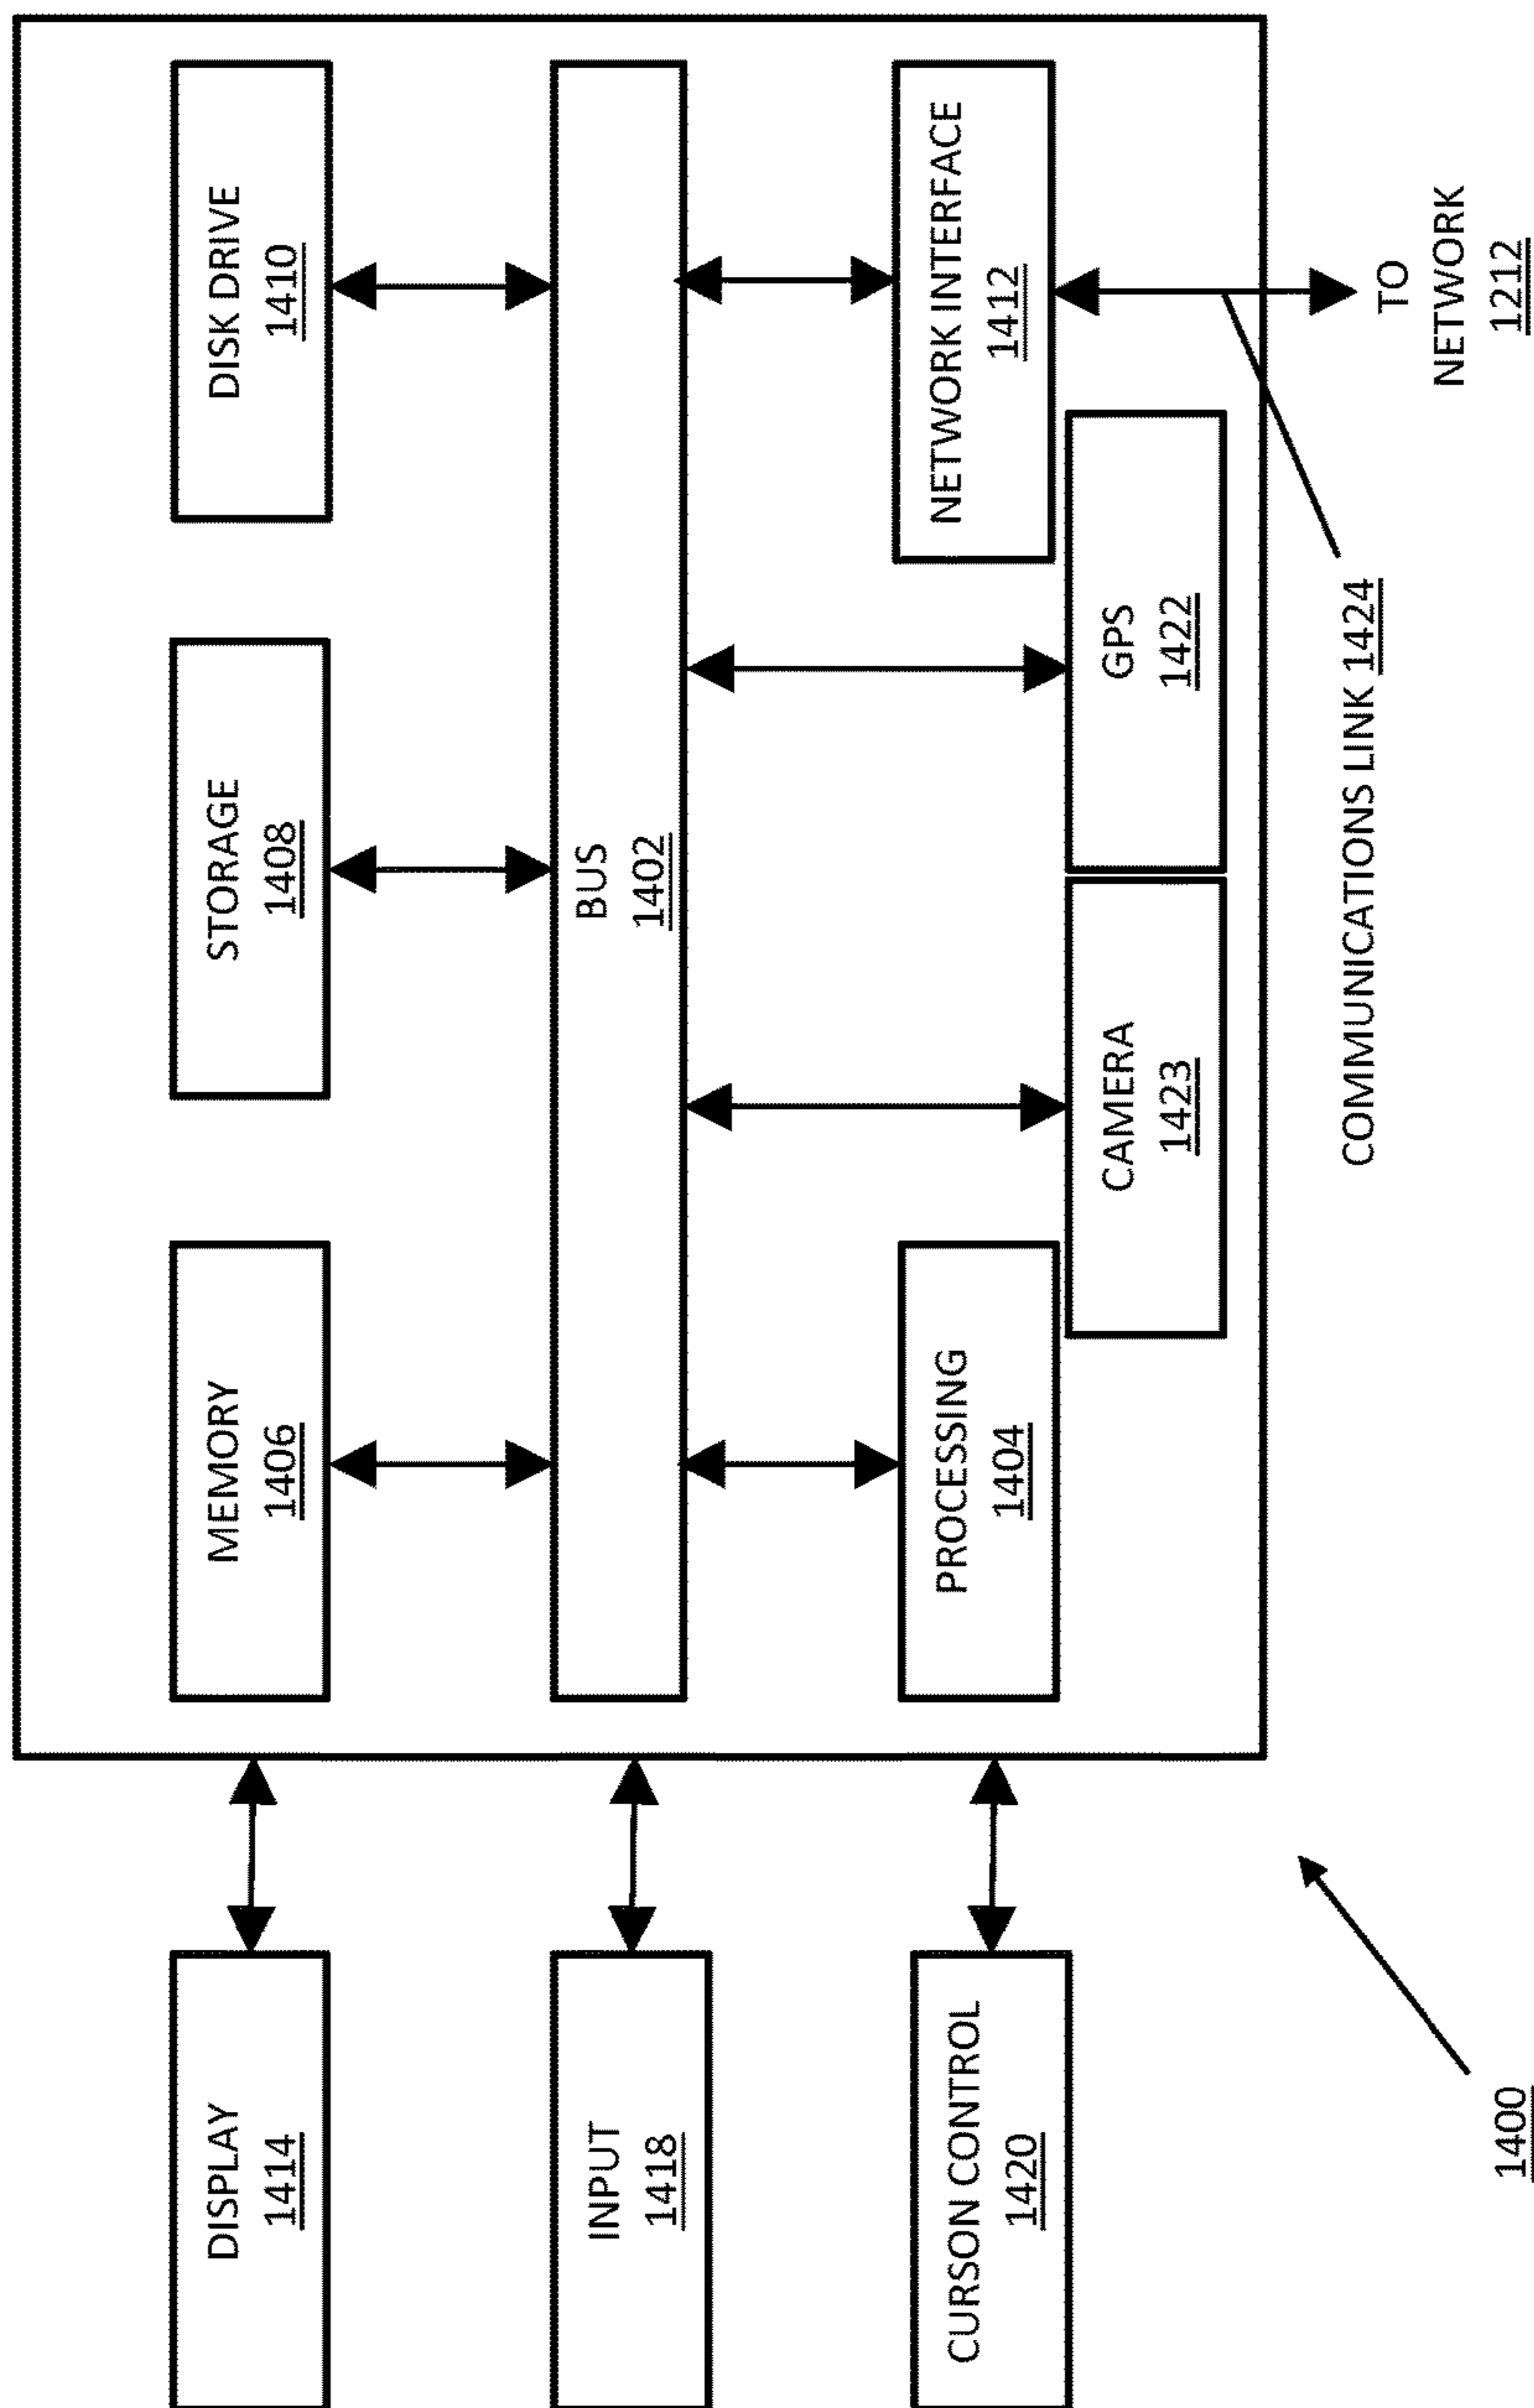 DISPLAY
1414
MEMORY
1406
STORAGE
1408
DISK DRIVE
1410
INPUT
1418
BUS
1402
CURSON CONTROL
1420
PROCESSING
1404
NETWORK INTERFACE
1412
CAMERA
1423
GPS
1422
COMMUNICATIONS LINK 1424
TO
NETWORK
1212
1400